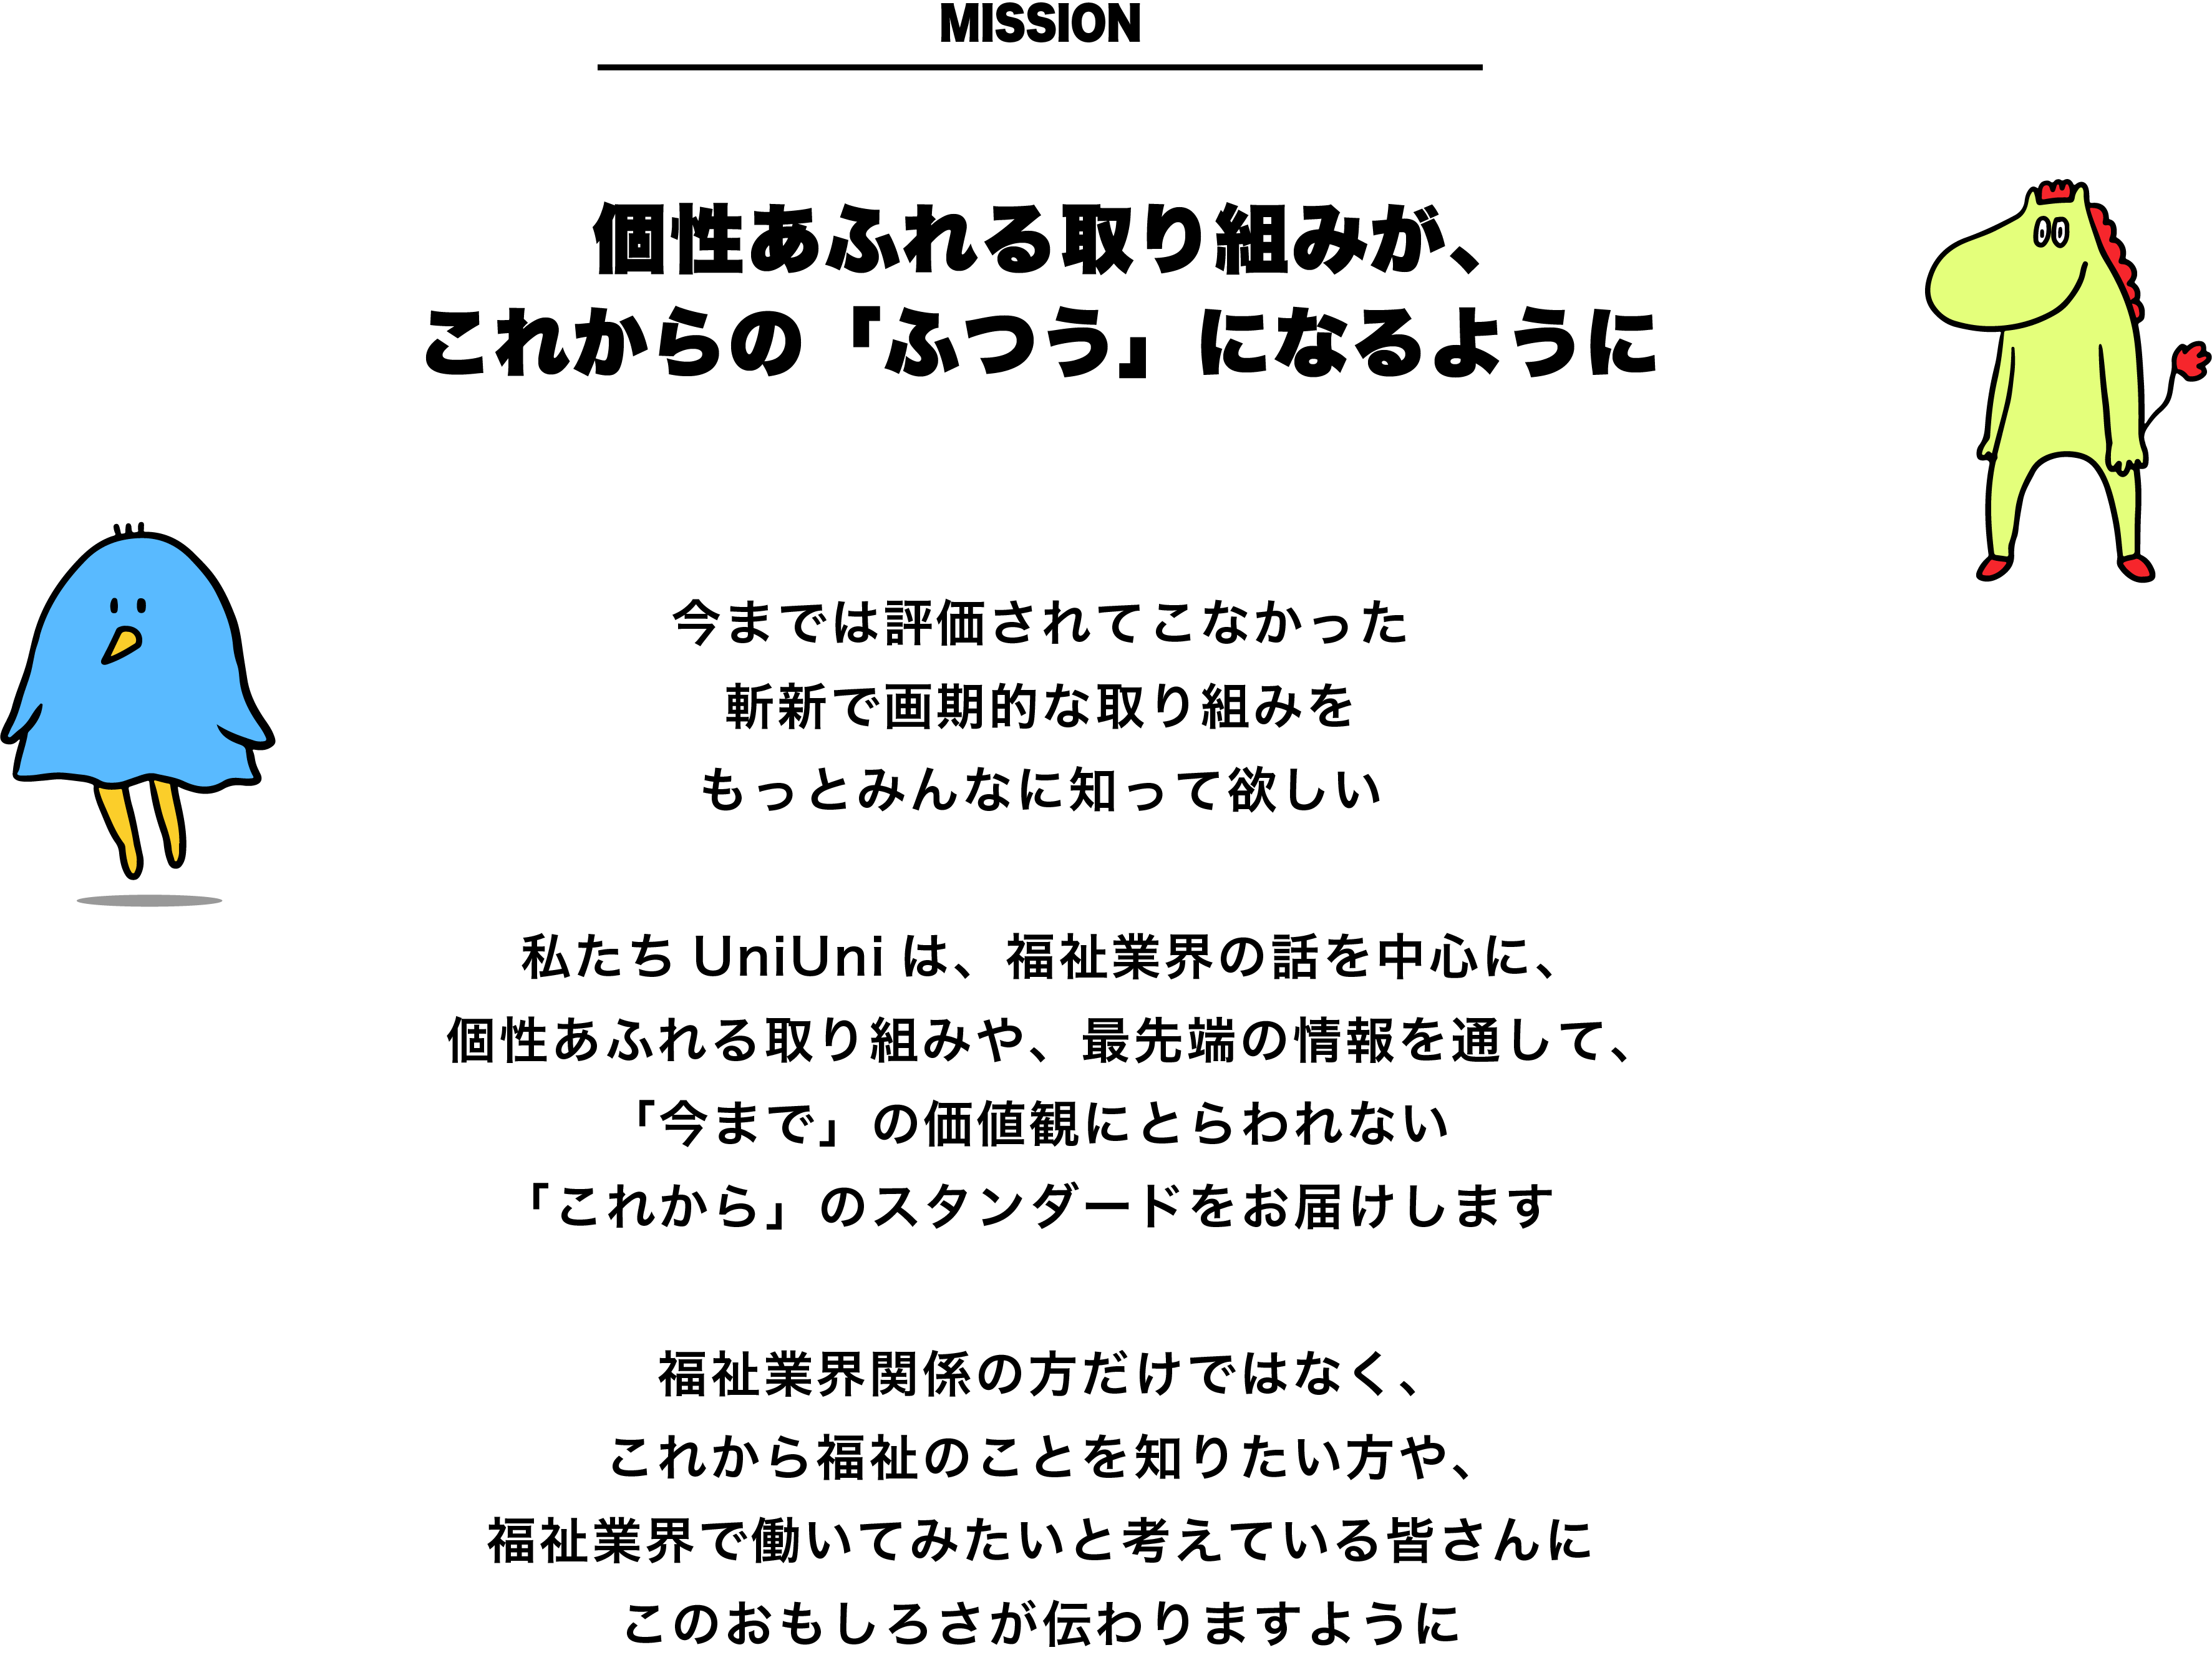 MISSION
個性あふれる取り組みが、
これからの「ふつう」になるように
今までは評価されてこなかった
斬新で画期的な取り組みを
もっとみんなに知って欲しい
私たち UniUni は、福祉業界の話を中心に、
個性あふれる取り組みや、最先端の情報を通して、
「今まで」の価値観にとらわれない
「これから」のスタンダードをお届けします
福祉業界関係の方だけではなく、
これから福祉のことを知りたい方や、
福祉業界で働いてみたいと考えている皆さんに
このおもしろさが伝わりますように